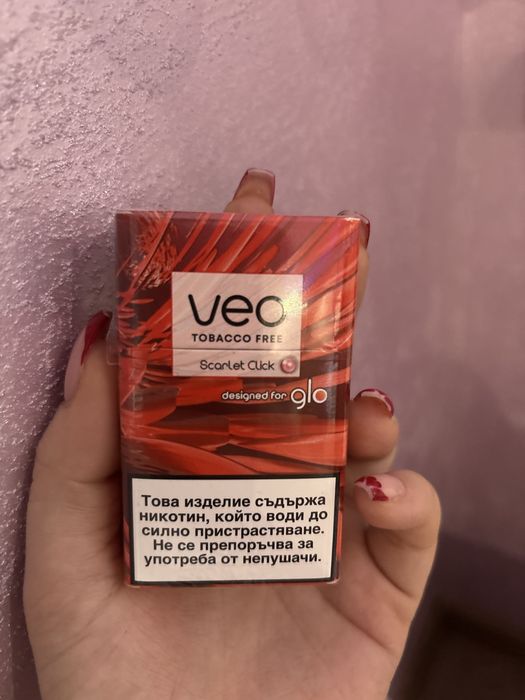 veo
TOBACCO FREE
Scarlet Click
designed for glo
Това изделие съдържа
никотин, който води до
силно пристрастяване.
Не се препоръчва за
употреба от непушачи.